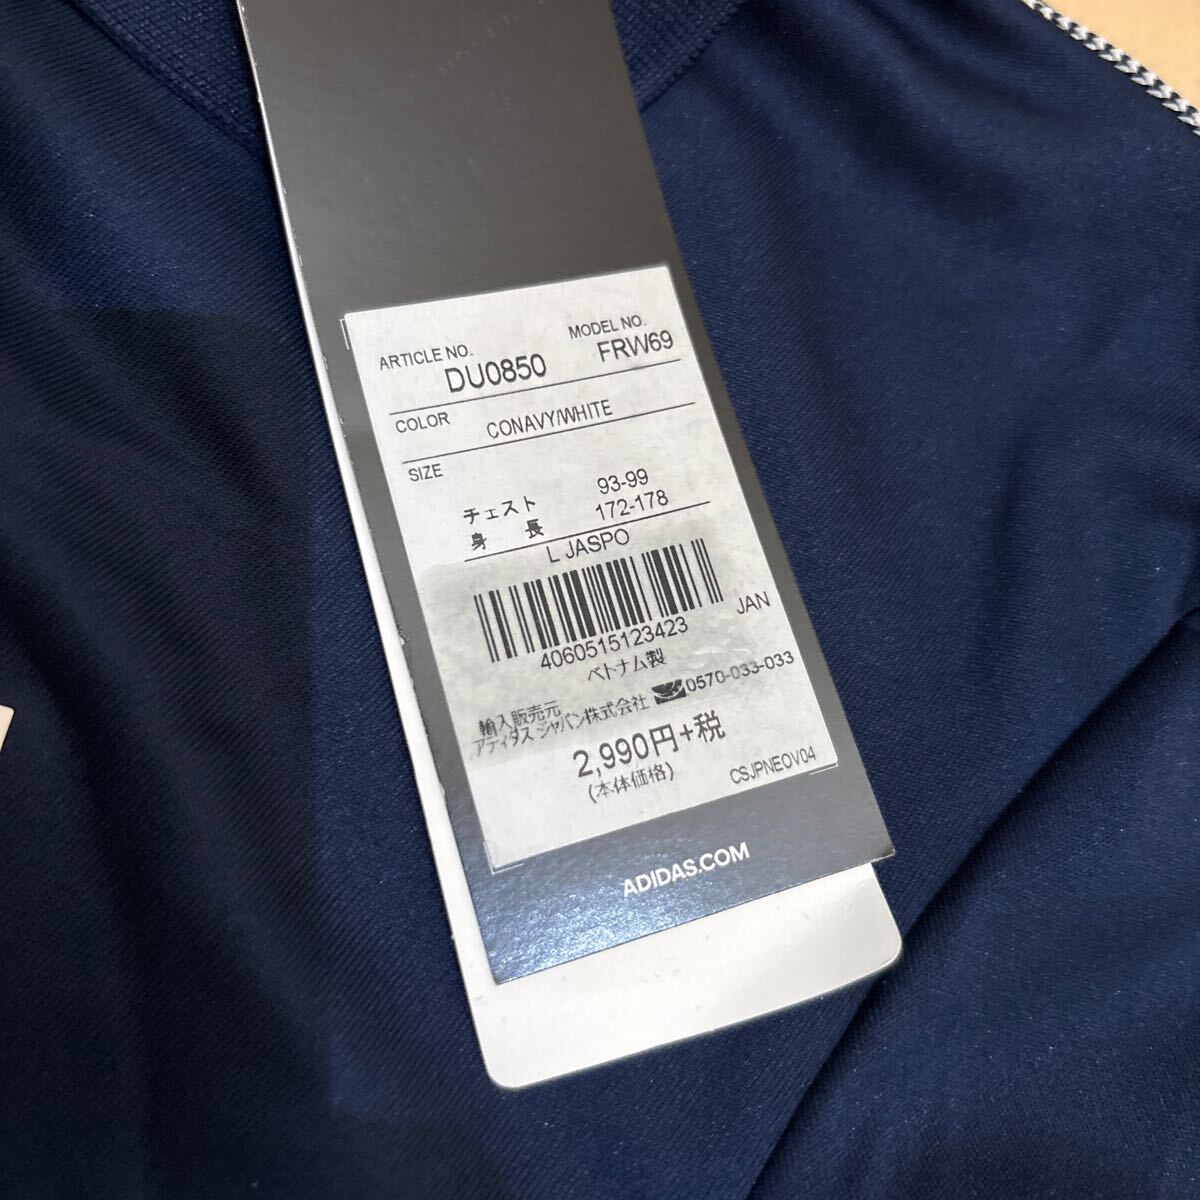 ARTICLE NO. MODEL NO.
DU0850 FRW69
COLOR CONAVY/WHITE
SIZE
チェスト 93-99
身長 172-178
L JASPO
JAN
4060515123423
ベトナム製
輸入販売元
アディダス ジャパン株式会社 0570-033-033
2,990円+税
(本体価格) CSJPNEOV04
ADIDAS.COM